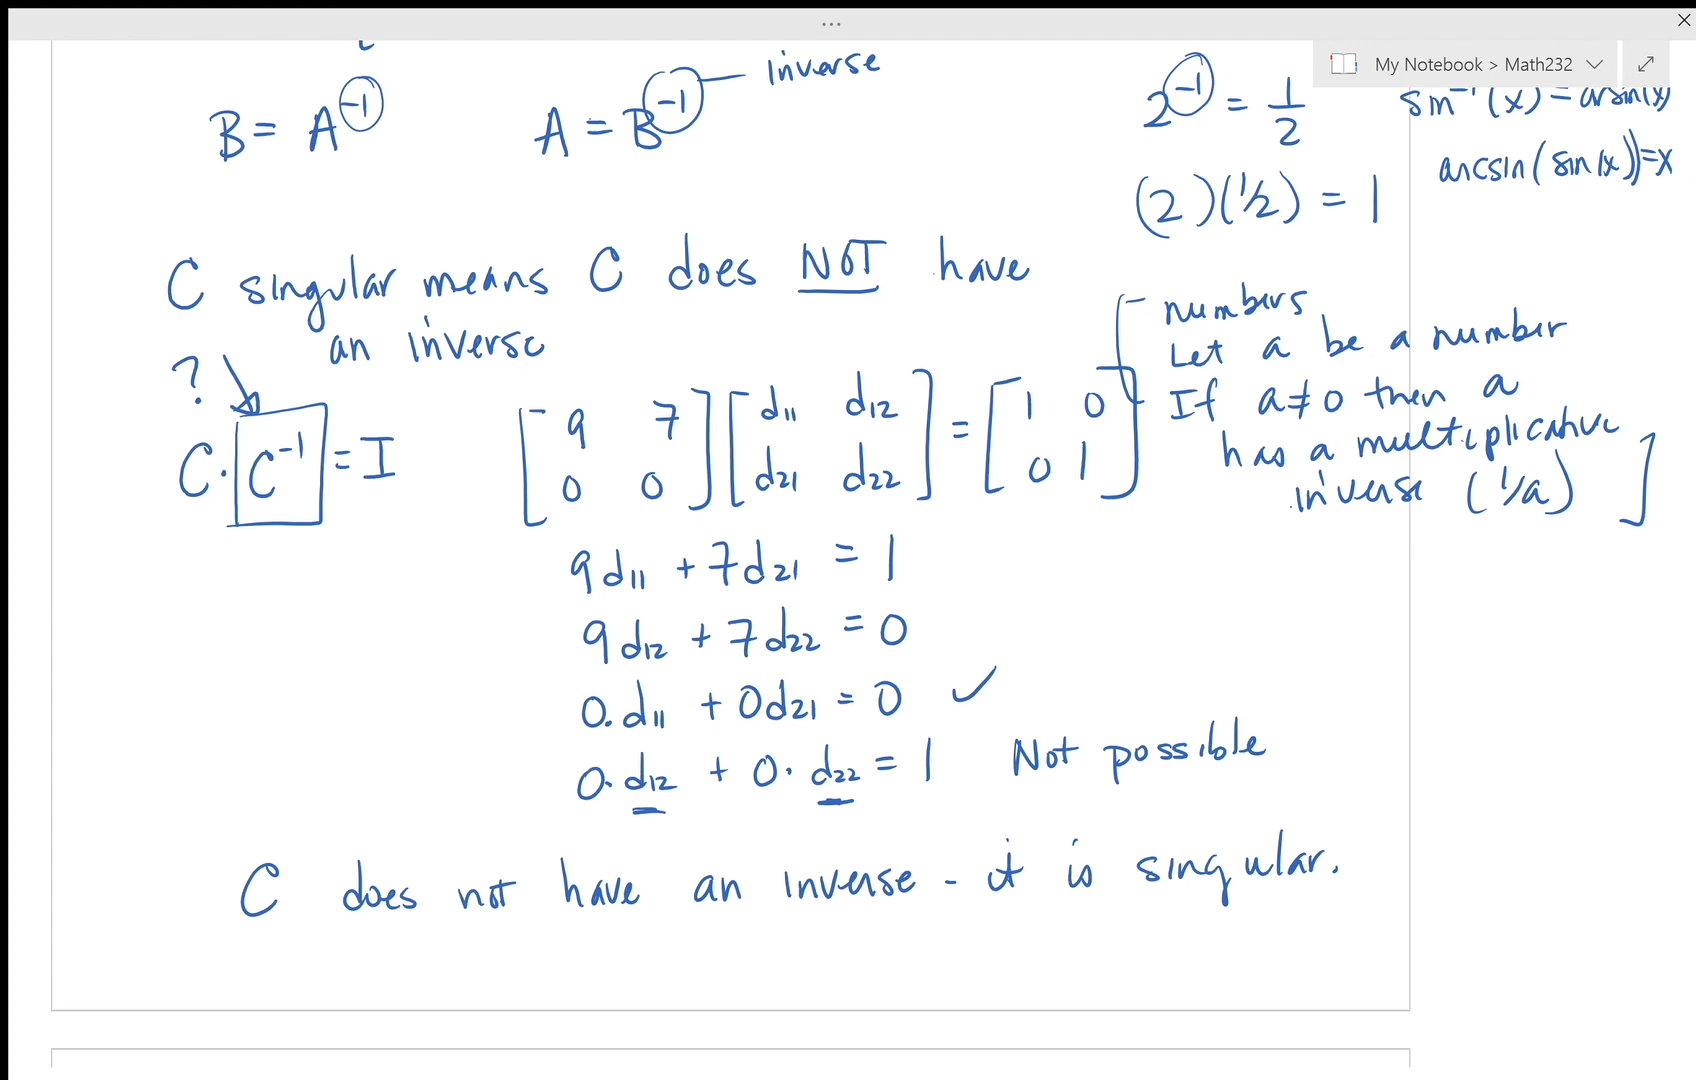 ...
My Notebook > Math232
B = A^-1    A = B^-1 — inverse
2^-1 = 1/2    sin^-1(x) = arsin(x)
(2)(1/2) = 1    arcsin(sin(x)) = x
C singular means C does NOT have
an inverse
?
C · C^-1 = I
[9 7; 0 0] [d11 d12; d21 d22] = [1 0; 0 1]
[numbers
Let a be a number
If a ≠ 0 then a
has a multiplicative
inverse (1/a)]
9d11 + 7d21 = 1
9d12 + 7d22 = 0
0·d11 + 0d21 = 0 ✓
0·d12 + 0·d22 = 1 Not possible
C does not have an inverse - it is singular.